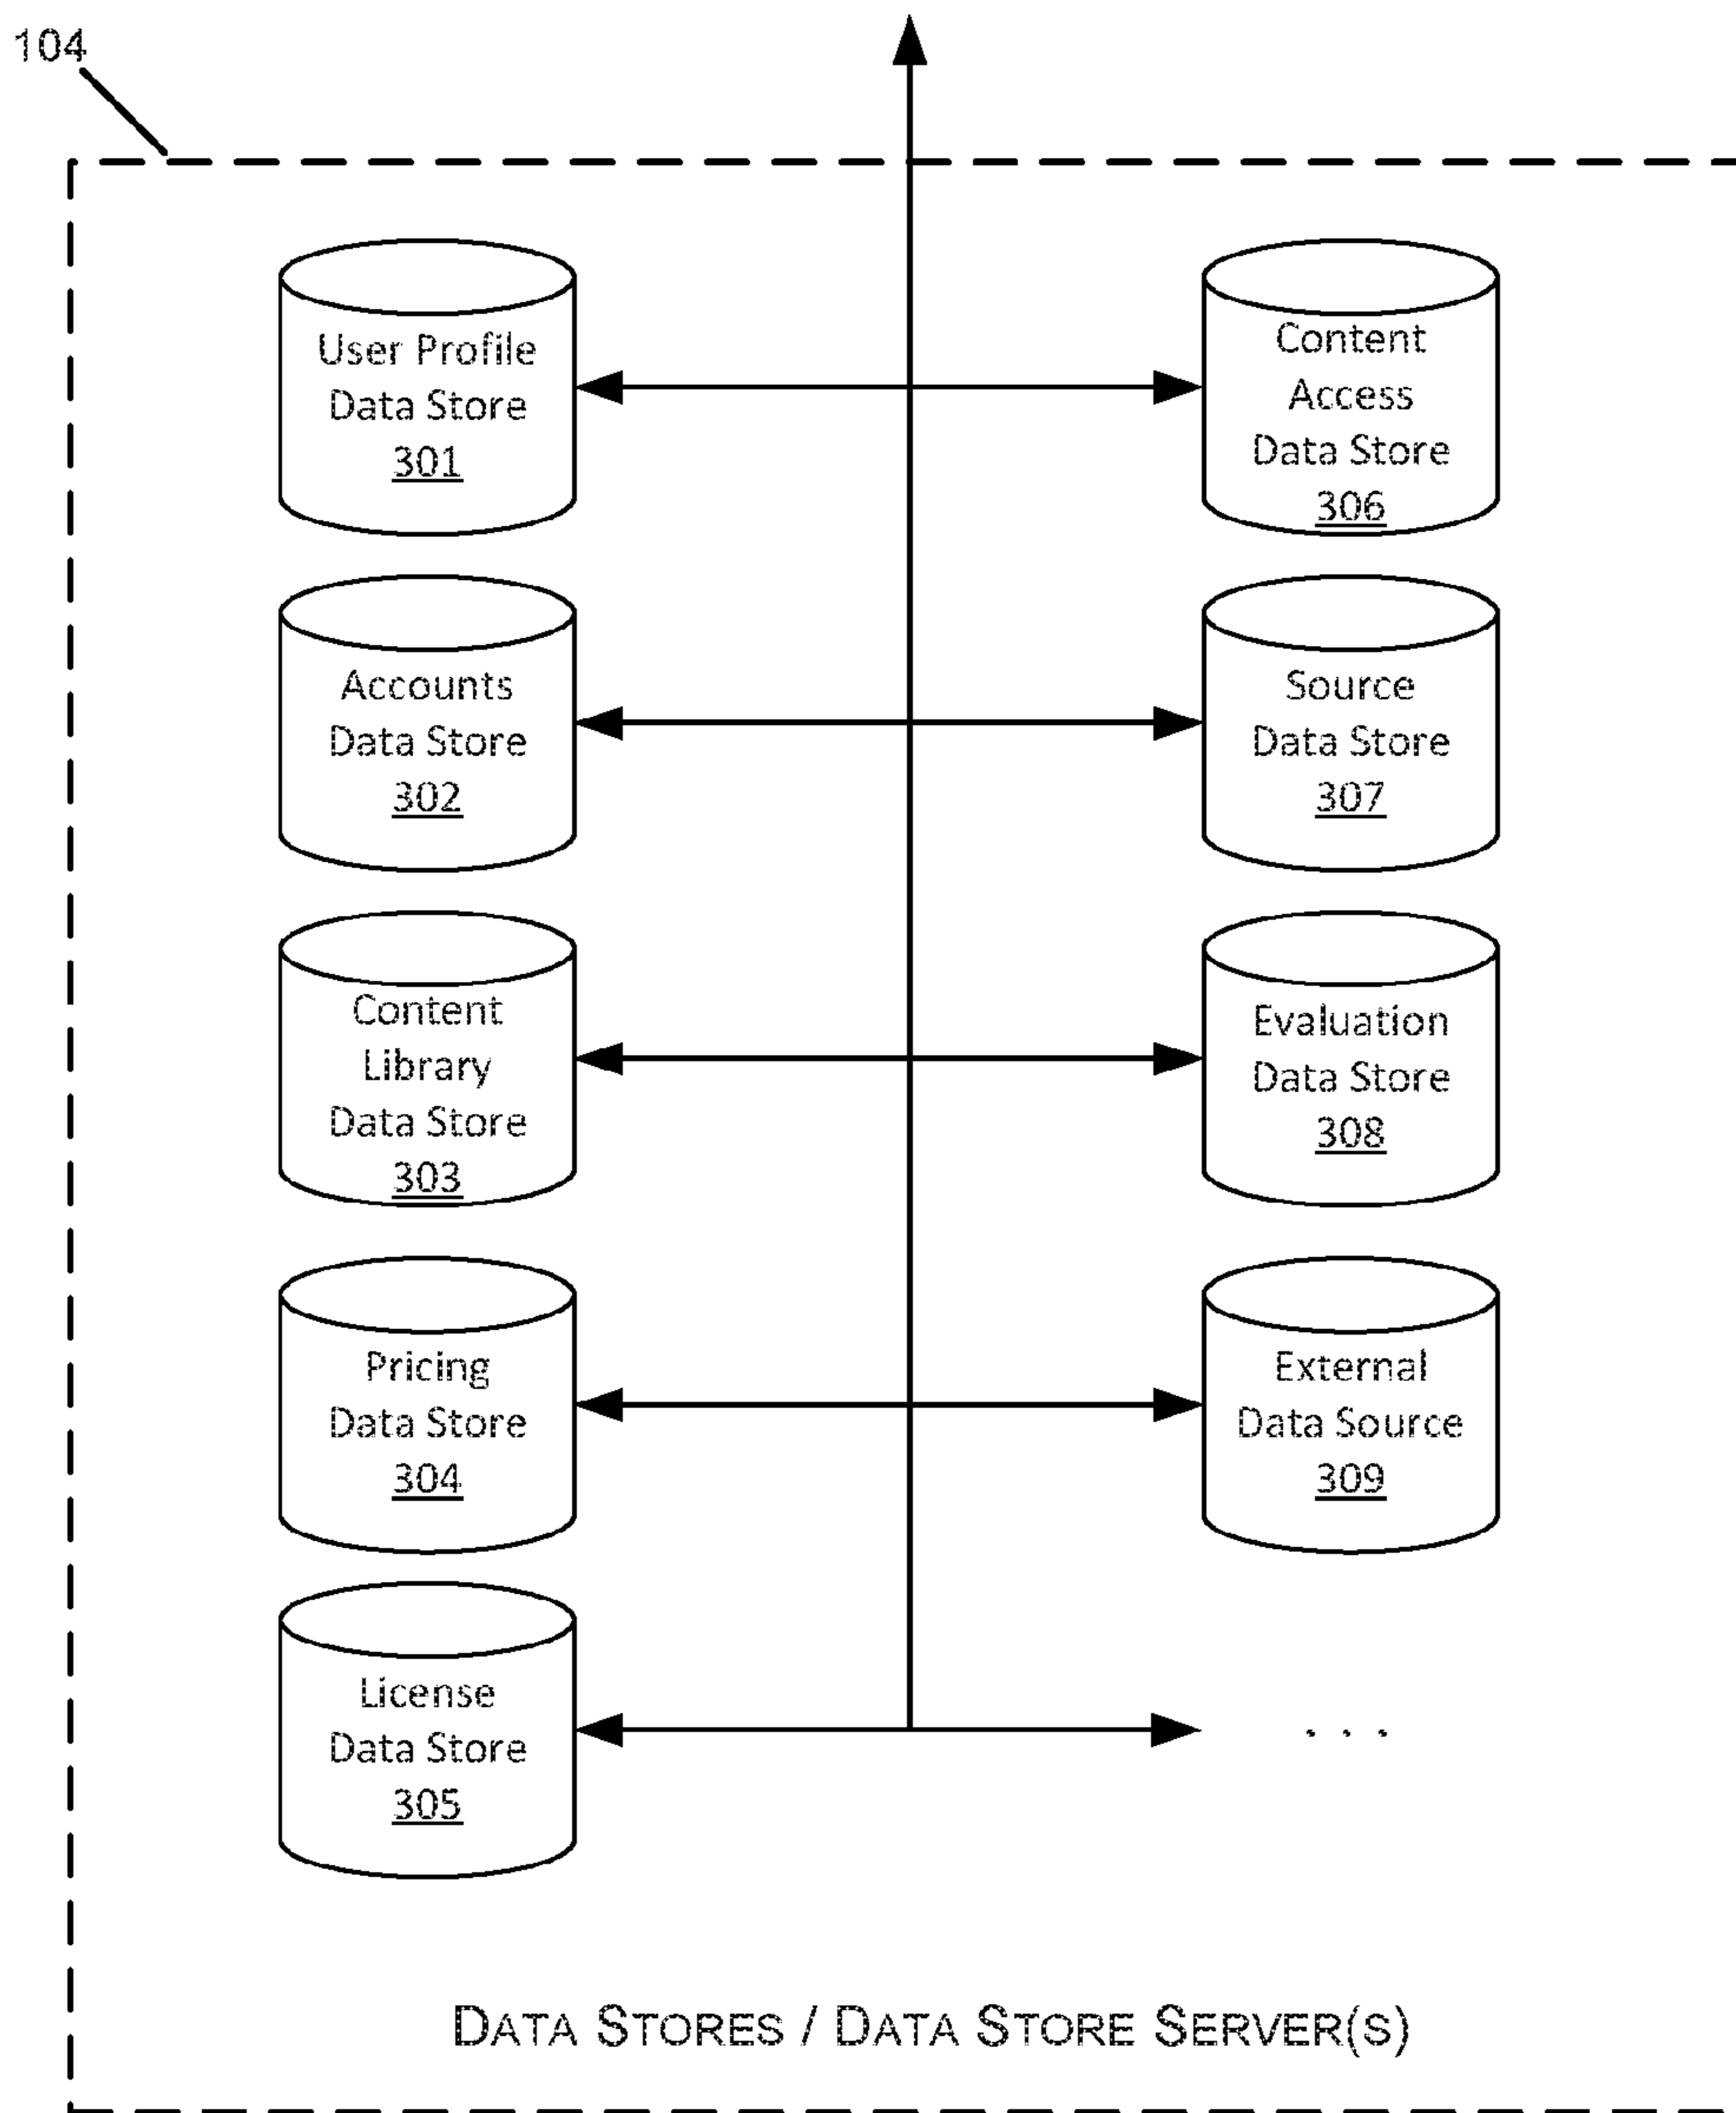 104
User Profile
Data Store
301
Content
Access
Data Store
306
Accounts
Data Store
302
Source
Data Store
307
Content
Library
Data Store
303
Evaluation
Data Store
308
Pricing
Data Store
304
External
Data Source
309
License
Data Store
305
. . .
DATA STORES / DATA STORE SERVER(S)